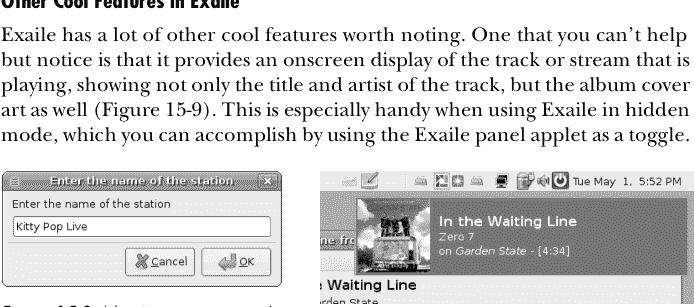 Other Cool Features in Exaile
Exaile has a lot of other cool features worth noting. One that you can't help
but notice is that it provides an onscreen display of the track or stream that is
playing, showing not only the title and artist of the track, but the album cover
art as well (Figure 15-9). This is especially handy when using Exaile in hidden
mode, which you can accomplish by using the Exaile panel applet as a toggle.
Enter the name of the station
Enter the name of the station
Kitty Pop Live
Cancel
OK
Tue May 1, 5:52 PM
GARDEN STATE
In the Waiting Line
Zero 7
on Garden State - [4:34]
e Waiting Line
rden State